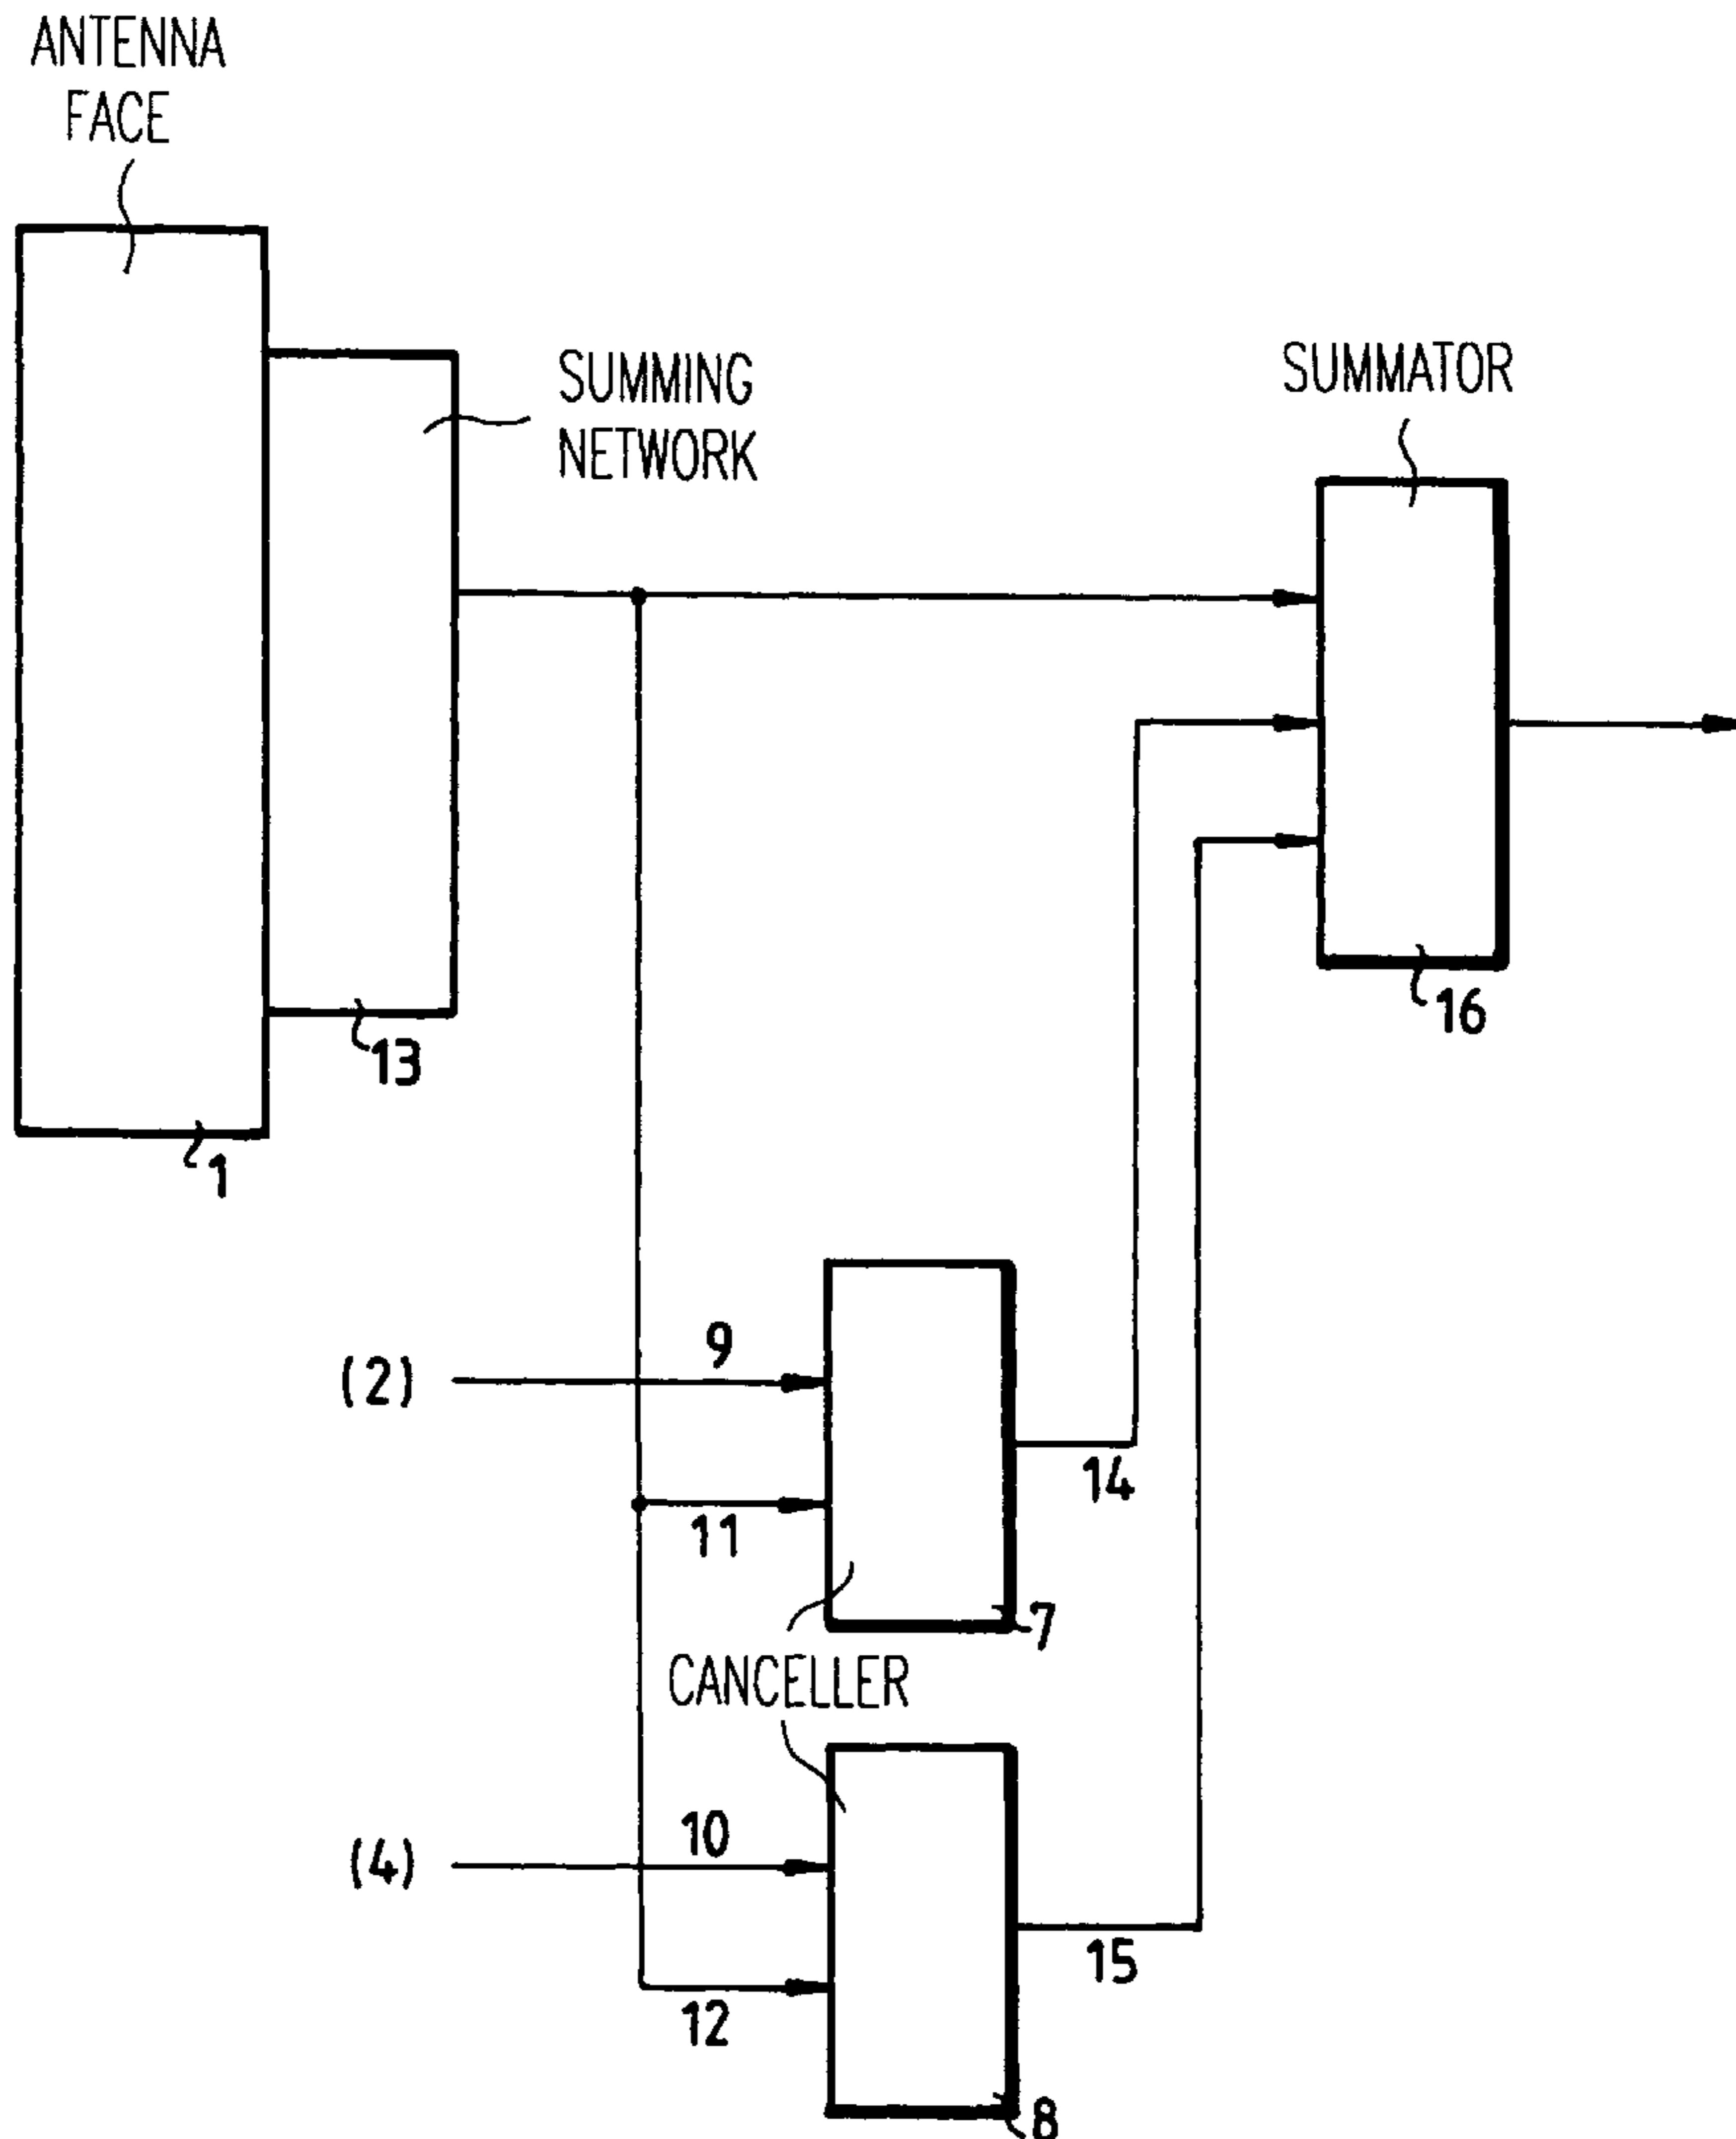 ANTENNA
FACE
SUMMING
NETWORK
SUMMATOR
16
13
1
(2)
9
11
14
7
CANCELLER
(4)
10
12
15
8